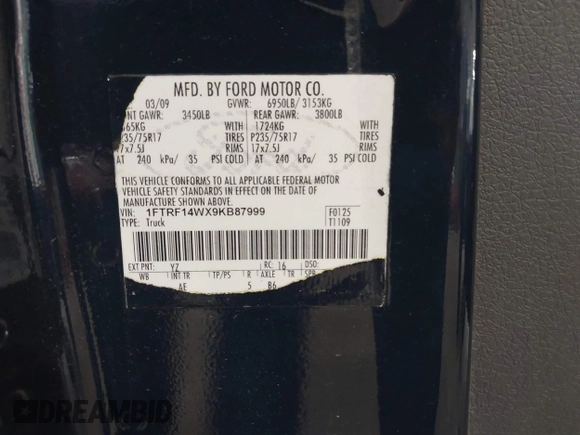 MFD. BY FORD MOTOR CO.
03/09 GVWR: 6950LB/ 3153KG
NT GAWR: 3450LB REAR GAWR: 3800LB
65KG WITH 1724KG WITH
35/75R17 TIRES P235/75R17 TIRES
17x7.5J RIMS 17x7.5J RIMS
AT 240 kPa/ 35 PSI COLD AT 240 kPa/ 35 PSI COLD
THIS VEHICLE CONFORMS TO ALL APPLICABLE FEDERAL MOTOR
VEHICLE SAFETY STANDARDS IN EFFECT ON THE DATE OF
MANUFACTURE SHOWN ABOVE.
VIN: 1FTRF14WX9KB87999 F0125
TYPE: Truck T1109
EXT PNT: YZ RC: 16 DSO:
WB INT TR TP/PS R AXLE TR SPR
AE 5 B6
DREAMBID